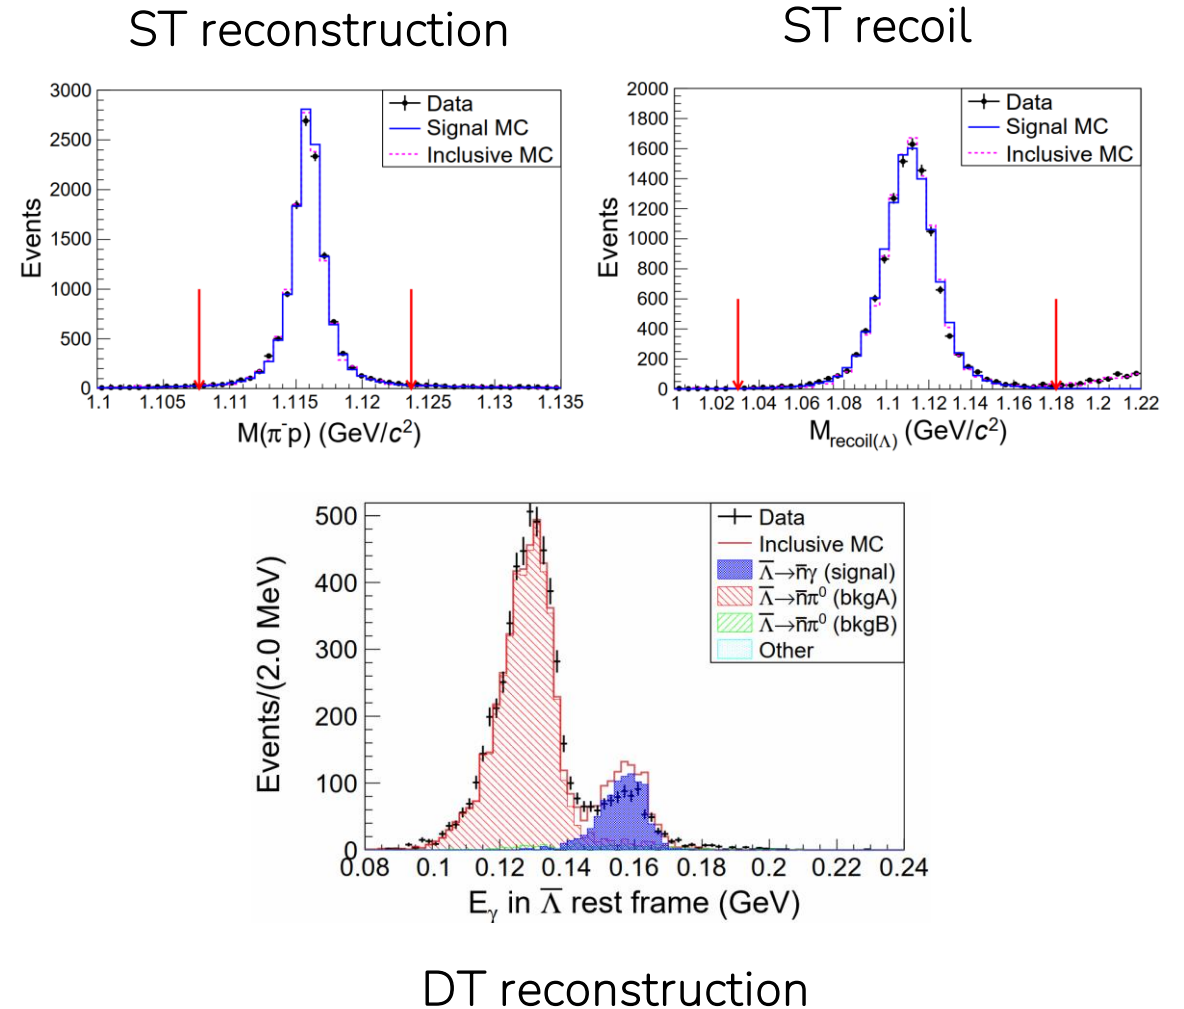 ST reconstruction
ST recoil
3000
2500
2000
1500
1000
500
0
Events
Data
Signal MC
Inclusive MC
1.1 1.105 1.11 1.115 1.12 1.125 1.13 1.135
M(π⁻p) (GeV/c²)
2000
1800
1600
1400
1200
1000
800
600
400
200
0
Events
Data
Signal MC
Inclusive MC
1 1.02 1.04 1.06 1.08 1.1 1.12 1.14 1.16 1.18 1.2 1.22
M_recoil(Λ) (GeV/c²)
500
400
300
200
100
0
Events/(2.0 MeV)
Data
Inclusive MC
Λ̅→n̅γ (signal)
Λ̅→n̅π⁰ (bkgA)
Λ̅→n̅π⁰ (bkgB)
Other
0.08 0.1 0.12 0.14 0.16 0.18 0.2 0.22 0.24
E_γ in Λ̅ rest frame (GeV)
DT reconstruction